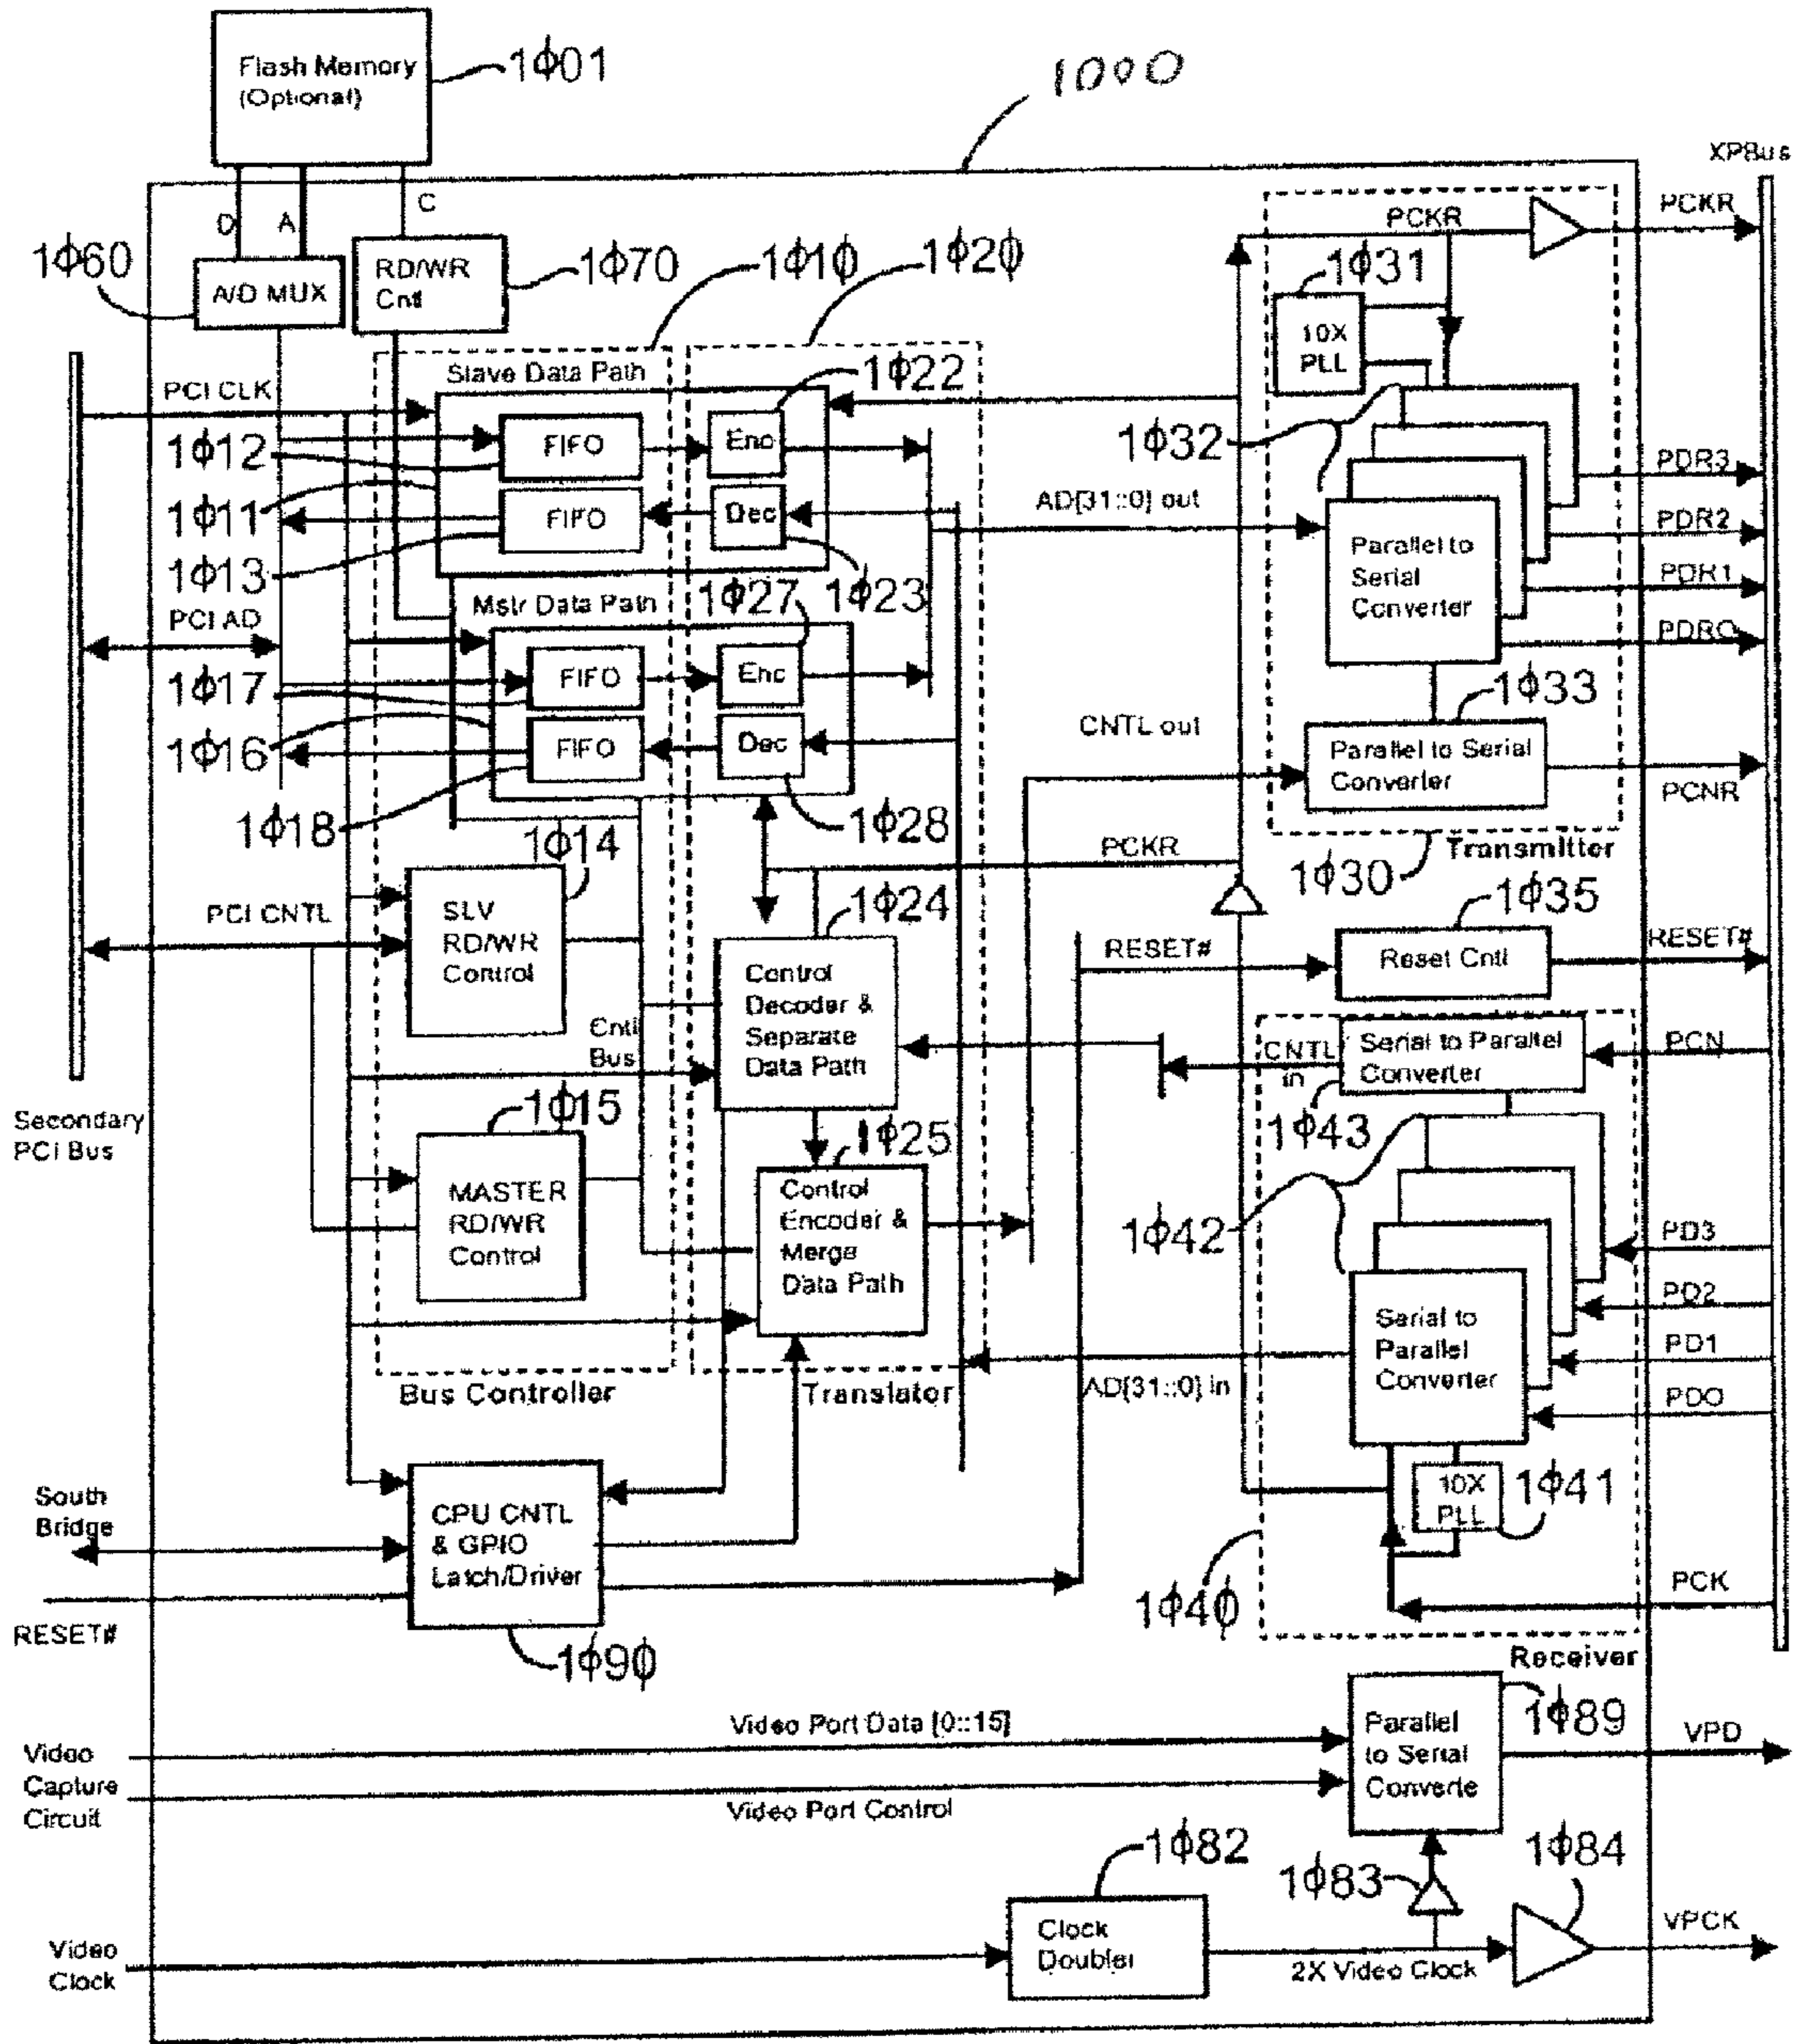 Flash Memory
(Optional)
1ϕ01
1000
XPBus
D
A
C
PCKR
PCKR
1ϕ60
A/D MUX
RD/WR
Cntl
1ϕ70
1ϕ1ϕ
1ϕ2ϕ
1ϕ31
10X
PLL
PCI CLK
Slave Data Path
1ϕ22
1ϕ12
FIFO
Enc
1ϕ32
PDR3
1ϕ11
FIFO
Dec
AD[31::0] out
PDR2
1ϕ13
1ϕ23
Parallel to
Serial
Converter
PDR1
PCI AD
Mstr Data Path
1ϕ27
PDRO
1ϕ17
FIFO
Enc
1ϕ33
1ϕ16
FIFO
Dec
CNTL out
Parallel to Serial
Converter
PCNR
1ϕ18
1ϕ14
1ϕ28
PCKR
1ϕ30
Transmitter
PCI CNTL
SLV
RD/WR
Control
1ϕ24
1ϕ35
RESET#
Reset Cntl
RESET#
Control
Decoder &
Separate
Data Path
Cntl
Bus
CNTL
in
Serial to Parallel
Converter
PCN
Secondary
PCI Bus
1ϕ15
1ϕ25
1ϕ43
MASTER
RD/WR
Control
Control
Encoder &
Merge
Data Path
1ϕ42
PD3
PD2
Serial to
Parallel
Converter
PD1
PDO
Bus Controller
Translator
AD[31::0] in
10X
PLL
1ϕ41
South
Bridge
CPU CNTL
& GPIO
Latch/Driver
PCK
1ϕ4ϕ
RESET#
1ϕ9ϕ
Receiver
Video Port Data [0::15]
1ϕ89
Parallel
to Serial
Converte
VPD
Video
Capture
Circuit
Video Port Control
1ϕ82
1ϕ83
1ϕ84
Clock
Doubler
VPCK
Video
Clock
2X Video Clock